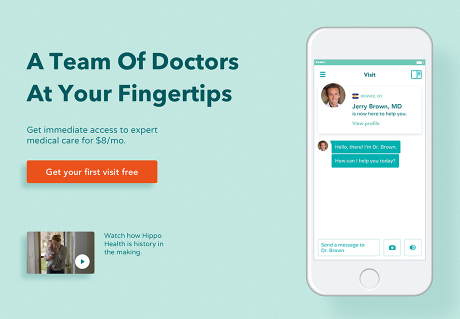 A Team Of Doctors
At Your Fingertips
Get immediate access to expert
medical care for $8/mo.
Get your first visit free
Watch how Hippo
Health is history in
the making.
Visit
Jerry Brown, MD
is now here to help you.
View profile
Hello, there! I'm Dr. Brown.
How can I help you today?
Send a message to
Dr. Brown